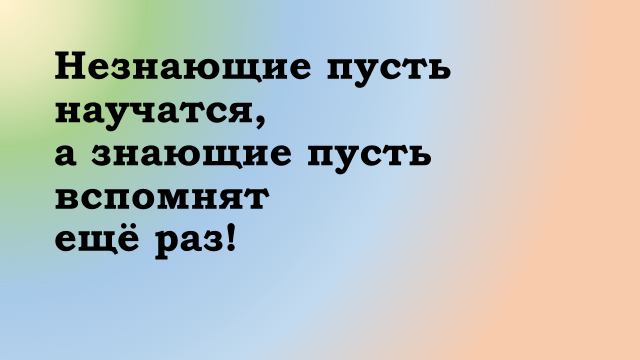 Незнающие пусть
научатся,
а знающие пусть
вспомнят
ещё раз!